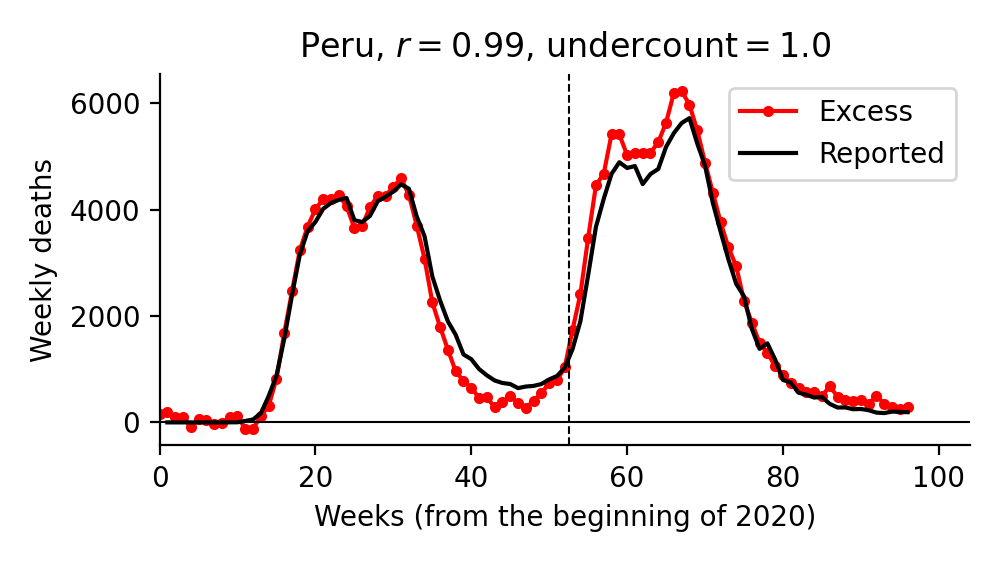 Peru, r = 0.99, undercount = 1.0
Weekly deaths
6000
4000
2000
0
Excess
Reported
0 20 40 60 80 100
Weeks (from the beginning of 2020)